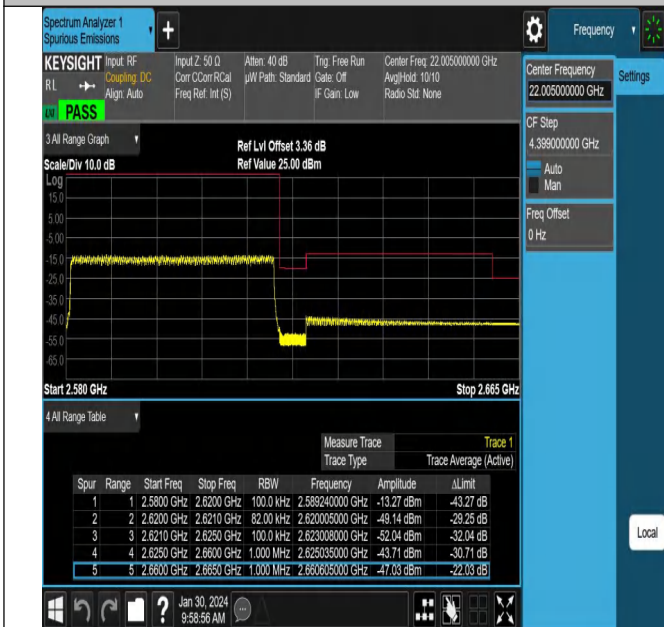 Spectrum Analyzer 1
Spurious Emissions
Frequency
KEYSIGHT
RL
Input: RF
Coupling: DC
Align: Auto
Input Z: 50 Ω
Corr CCorr RCal
Freq Ref: Int (S)
Atten: 40 dB
µW Path: Standard
Trig: Free Run
Gate: Off
IF Gain: Low
Center Freq: 22.005000000 GHz
Avg|Hold: 10/10
Radio Std: None
PASS
Center Frequency
22.005000000 GHz
Settings
CF Step
4.399000000 GHz
Auto
Man
Freq Offset
0 Hz
3 All Range Graph
Scale/Div 10.0 dB
Ref Lvl Offset 3.36 dB
Ref Value 25.00 dBm
Log
15.0
5.00
-5.00
-15.0
-25.0
-35.0
-45.0
-55.0
-65.0
Start 2.580 GHz
Stop 2.665 GHz
4 All Range Table
Measure Trace Trace 1
Trace Type Trace Average (Active)
Spur Range Start Freq Stop Freq RBW Frequency Amplitude ΔLimit
1 1 2.5800 GHz 2.6200 GHz 100.0 kHz 2.589240000 GHz -13.27 dBm -43.27 dB
2 2 2.6200 GHz 2.6210 GHz 82.00 kHz 2.620005000 GHz -49.14 dBm -29.25 dB
3 3 2.6210 GHz 2.6250 GHz 100.0 kHz 2.623008000 GHz -52.04 dBm -32.04 dB
4 4 2.6250 GHz 2.6600 GHz 1.000 MHz 2.625035000 GHz -43.71 dBm -30.71 dB
5 5 2.6600 GHz 2.6650 GHz 1.000 MHz 2.660605000 GHz -47.03 dBm -22.03 dB
Local
Jan 30, 2024
9:58:56 AM